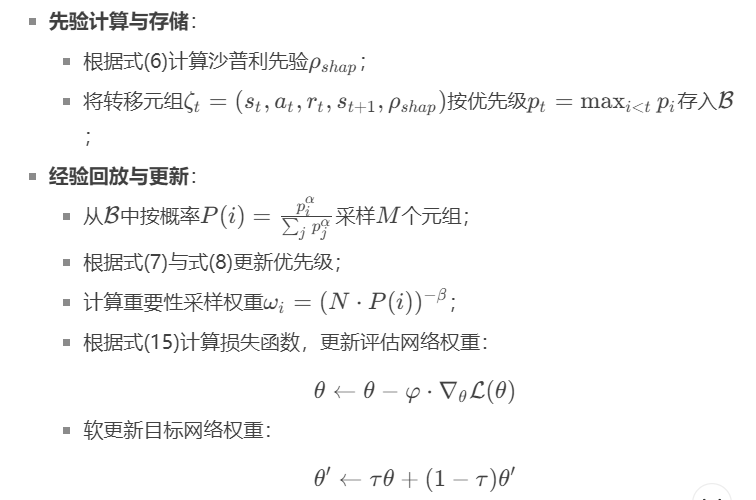 先验计算与存储：
根据式(6)计算沙普利先验$\rho_{shap}$；
将转移元组$\zeta_t = (s_t, a_t, r_t, s_{t+1}, \rho_{shap})$按优先级$p_t = \max_{i<t} p_i$存入$\mathcal{B}$
；
经验回放与更新：
从$\mathcal{B}$中按概率$P(i) = \frac{p_i^\alpha}{\sum_j p_j^\alpha}$采样$M$个元组；
根据式(7)与式(8)更新优先级；
计算重要性采样权重$\omega_i = (N \cdot P(i))^{-\beta}$；
根据式(15)计算损失函数，更新评估网络权重：
$\theta \leftarrow \theta - \varphi \cdot \nabla_\theta \mathcal{L}(\theta)$
软更新目标网络权重：
$\theta' \leftarrow \tau\theta + (1 - \tau)\theta'$